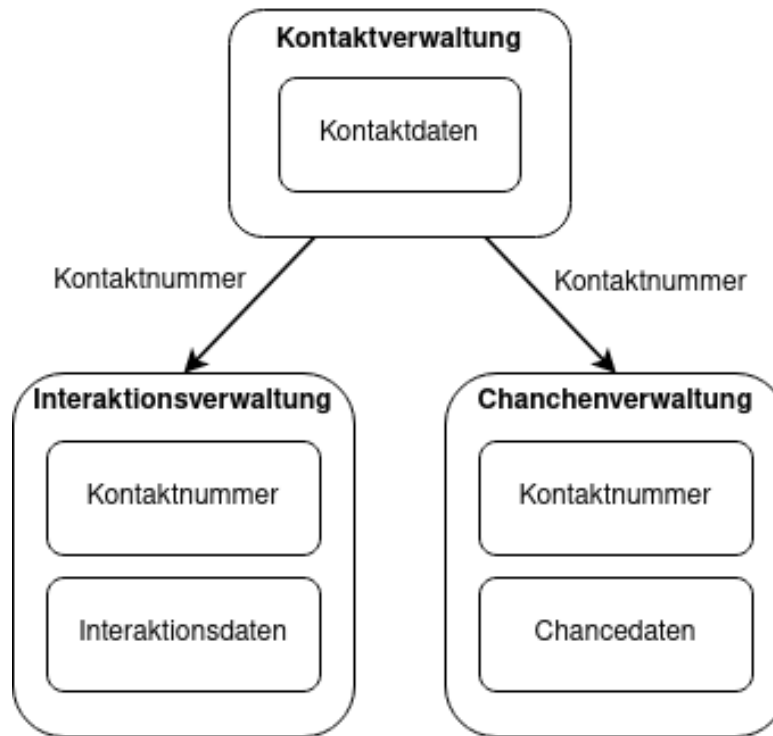 Kontaktverwaltung
Kontaktdaten
Kontaktnummer
Kontaktnummer
Interaktionsverwaltung
Kontaktnummer
Interaktionsdaten
Chanchenverwaltung
Kontaktnummer
Chancedaten